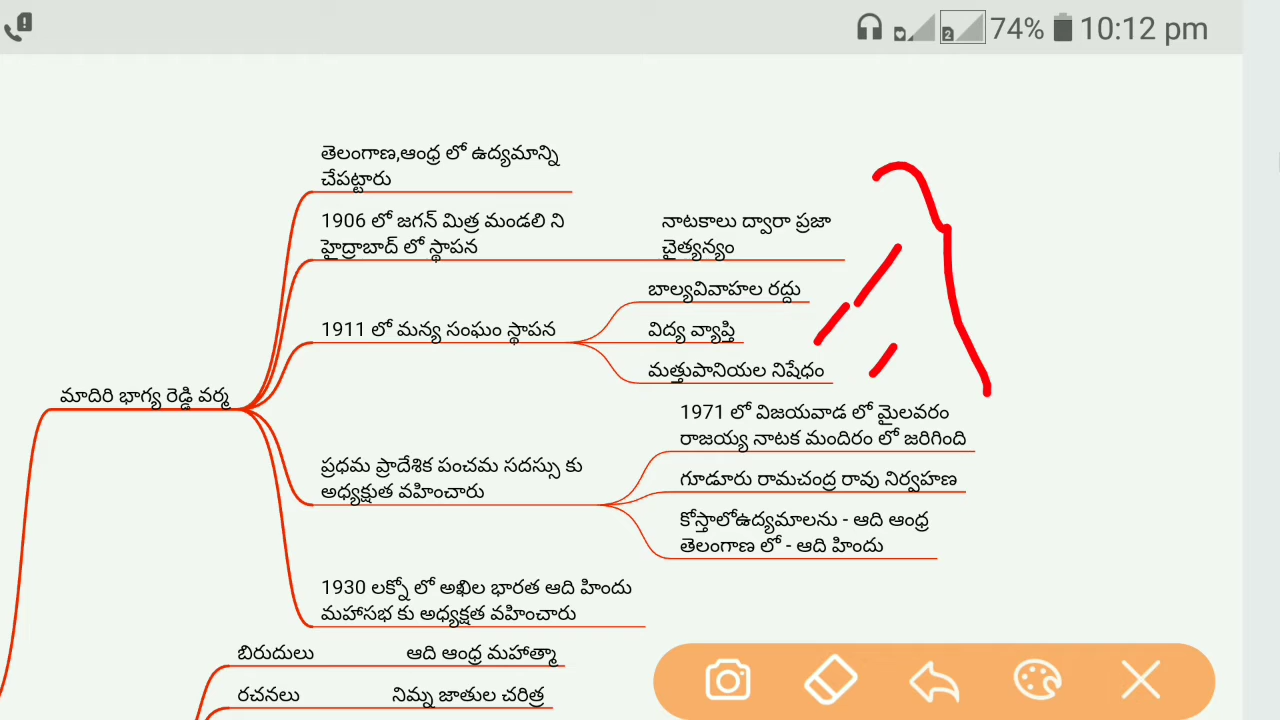 74% 10:12 pm
తెలంగాణ,ఆంధ్ర లో ఉద్యమాన్ని
చేపట్టారు
1906 లో జగన్ మిత్ర మండలి ని
హైద్రాబాద్ లో స్థాపన
నాటకాలు ద్వారా ప్రజా
చైత్యన్యం
1911 లో మన్య సంఘం స్థాపన
బాల్యవివాహల రద్దు
విద్య వ్యాప్తి
మత్తుపానియల నిషేధం
మాదిరి భాగ్య రెడ్డి వర్మ
ప్రధమ ప్రాదేశిక పంచమ సదస్సు కు
అధ్యక్షుత వహించారు
1971 లో విజయవాడ లో మైలవరం
రాజయ్య నాటక మందిరం లో జరిగింది
గూడూరు రామచంద్ర రావు నిర్వహణ
కోస్తాలోఉద్యమాలను - ఆది ఆంధ్ర
తెలంగాణ లో - ఆది హిందు
1930 లక్నో లో అఖిల భారత ఆది హిందు
మహాసభ కు అధ్యక్షత వహించారు
బిరుదులు ఆది ఆంధ్ర మహాత్మా
రచనలు నిమ్న జాతుల చరిత్ర